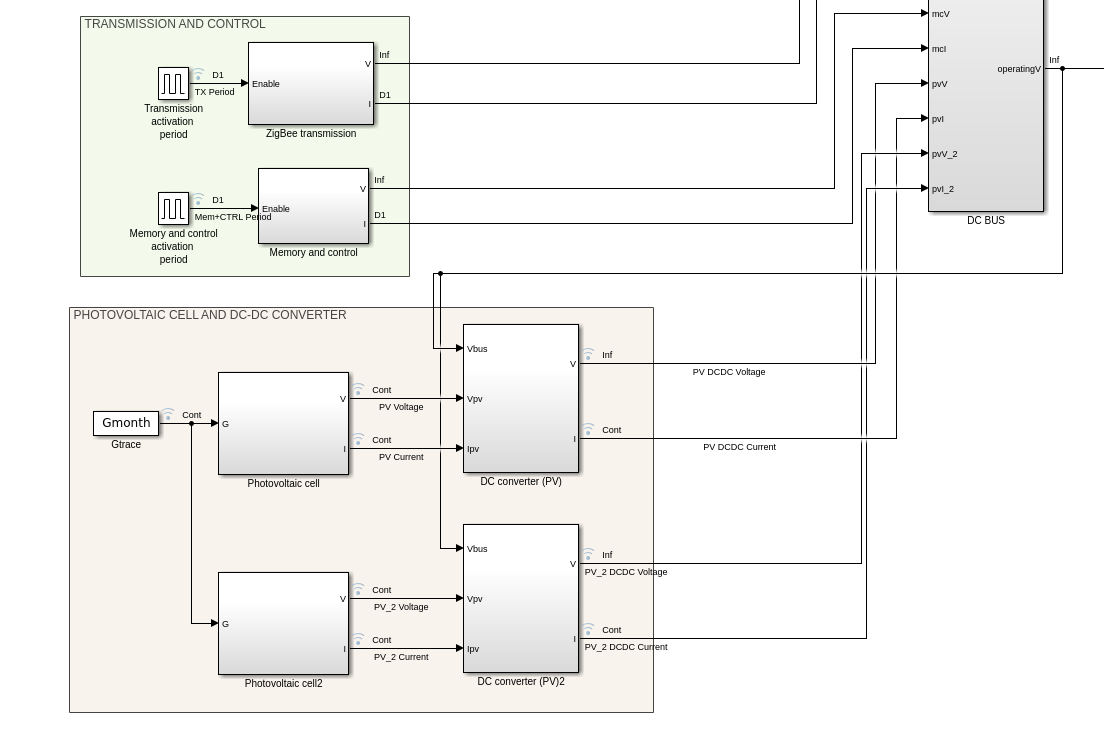 TRANSMISSION AND CONTROL
D1
TX Period
Transmission
activation
period
Enable
V
I
ZigBee transmission
Inf
D1
D1
Mem+CTRL Period
Memory and control
activation
period
Enable
V
I
Memory and control
Inf
D1
mcV
mcI
pvV
pvI
pvV_2
pvI_2
operatingV
Inf
DC BUS
PHOTOVOLTAIC CELL AND DC-DC CONVERTER
Gmonth
Gtrace
Cont
G
V
I
Photovoltaic cell
Cont
PV Voltage
Cont
PV Current
Vbus
Vpv
Ipv
V
I
DC converter (PV)
Inf
PV DCDC Voltage
Cont
PV DCDC Current
G
V
I
Photovoltaic cell2
Cont
PV_2 Voltage
Cont
PV_2 Current
Vbus
Vpv
Ipv
V
I
DC converter (PV)2
Inf
PV_2 DCDC Voltage
Cont
PV_2 DCDC Current